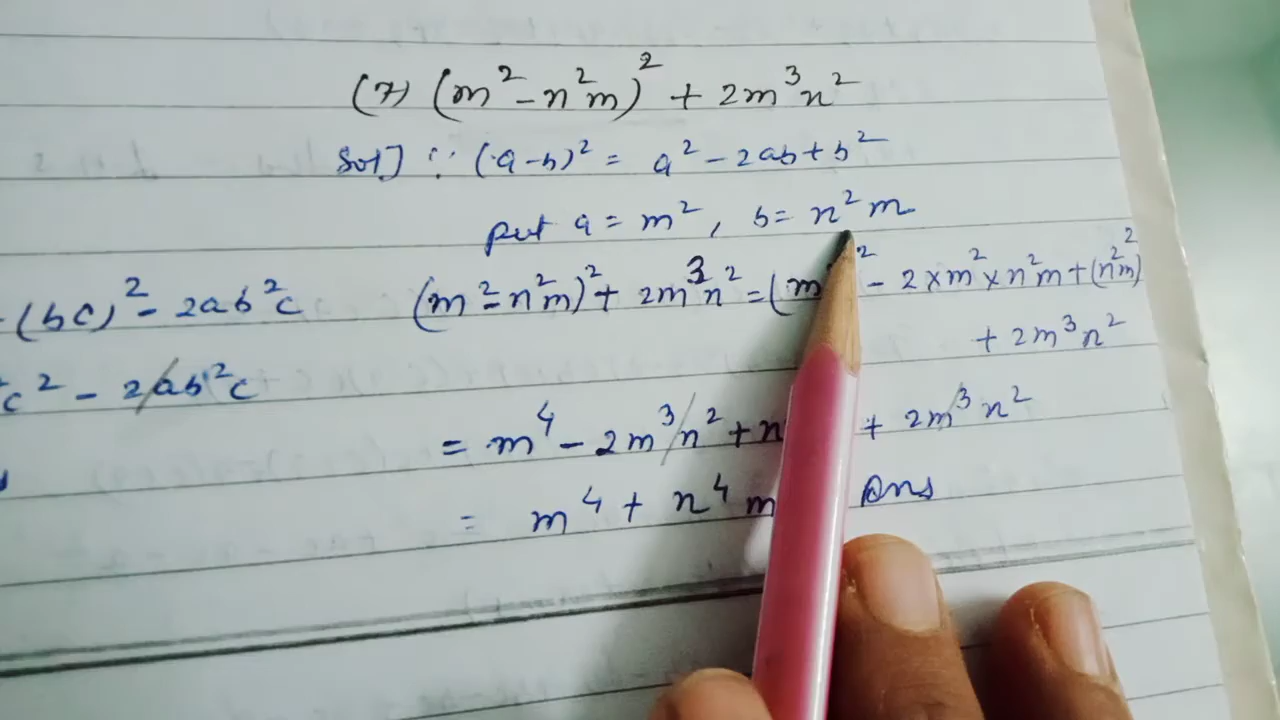 (7) (m² - n²m)² + 2m³n²
Sol] ∵ (a-b)² = a² - 2ab + b²
put a = m², b = n²m
(bc)² - 2ab²c
(m² - n²m)² + 2m³n² = (m )² - 2×m²×n²m + (n²m)²
+ 2m³n²
c² - 2ab²c
= m⁴ - 2m³n² + n + 2m³n²
= m⁴ + n⁴m Ans